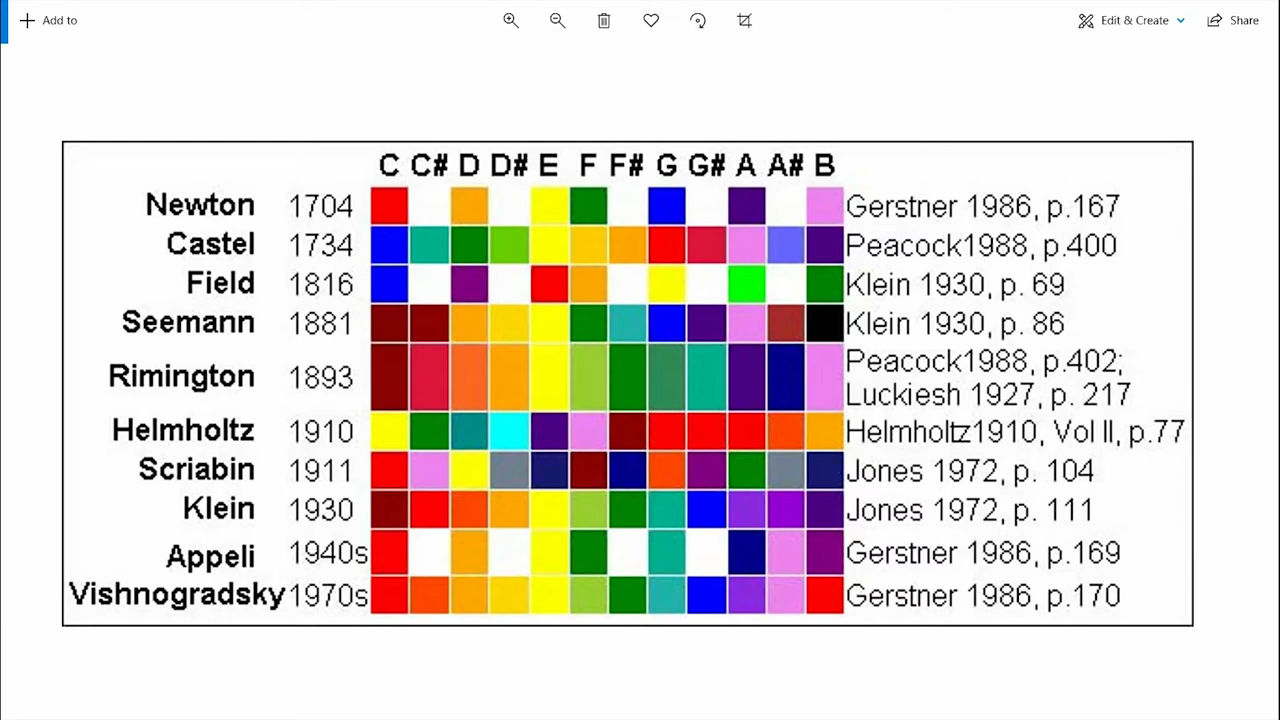 Add to
Edit & Create
Share
C C# D D# E F F# G G# A A# B
Newton 1704 Gerstner 1986, p.167
Castel 1734 Peacock1988, p.400
Field 1816 Klein 1930, p. 69
Seemann 1881 Klein 1930, p. 86
Rimington 1893 Peacock1988, p.402;
Luckiesh 1927, p. 217
Helmholtz 1910 Helmholtz1910, Vol II, p.77
Scriabin 1911 Jones 1972, p. 104
Klein 1930 Jones 1972, p. 111
Appeli 1940s Gerstner 1986, p.169
Vishnogradsky 1970s Gerstner 1986, p.170